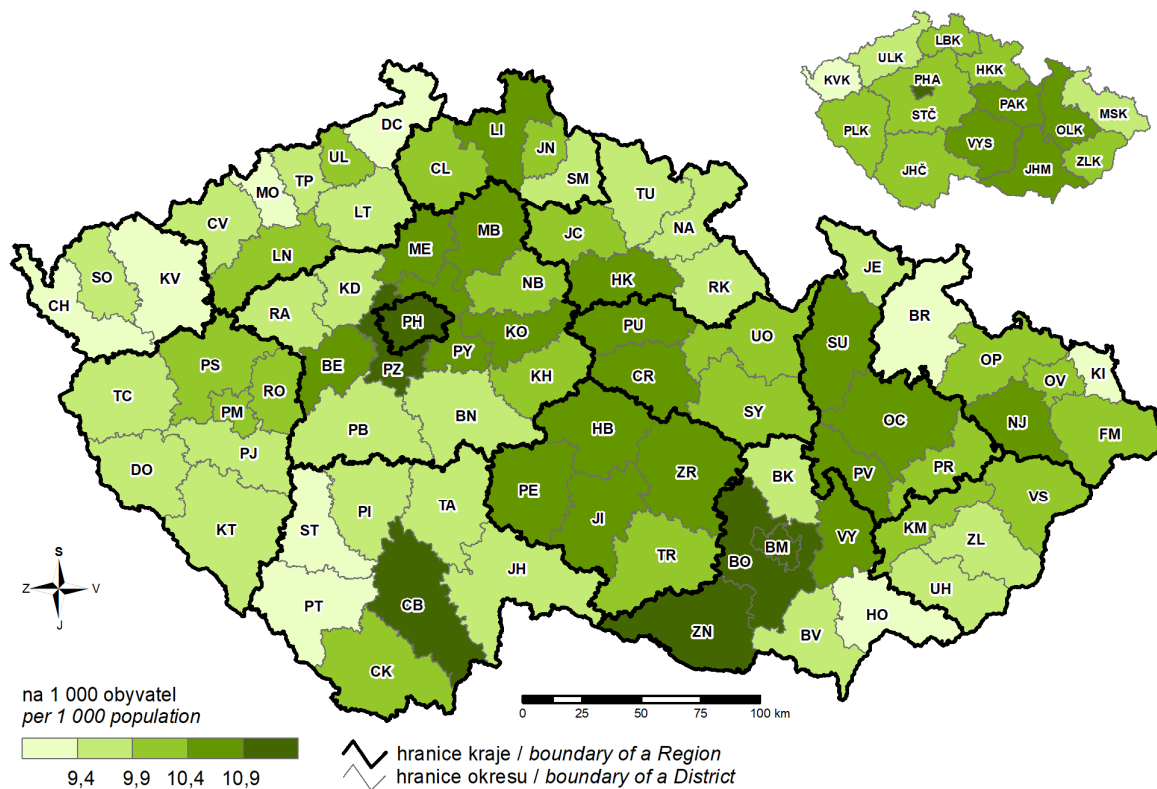 LBK
ULK
HKK
KVK
PHA
PAK
MSK
STČ
OLK
PLK
VYS
ZLK
JHČ
JHM
DC
LI
UL
JN
CL
TP
SM
MO
TU
LT
CV
NA
MB
JC
ME
LN
JE
SO
KV
HK
NB
KD
RK
CH
RA
BR
PH
PU
KO
UO
SU
PY
OP
PS
BE
PZ
KI
OV
CR
KH
RO
TC
PM
SY
BN
OC
NJ
HB
PB
FM
PJ
PR
DO
ZR
PV
BK
PE
VS
TA
PI
JI
KM
KT
ST
VY
ZL
BM
TR
BO
JH
UH
CB
PT
HO
ZN
BV
CK
S
Z V
J
na 1 000 obyvatel
per 1 000 population
9,4 9,9 10,4 10,9
0 25 50 75 100 km
hranice kraje / boundary of a Region
hranice okresu / boundary of a District